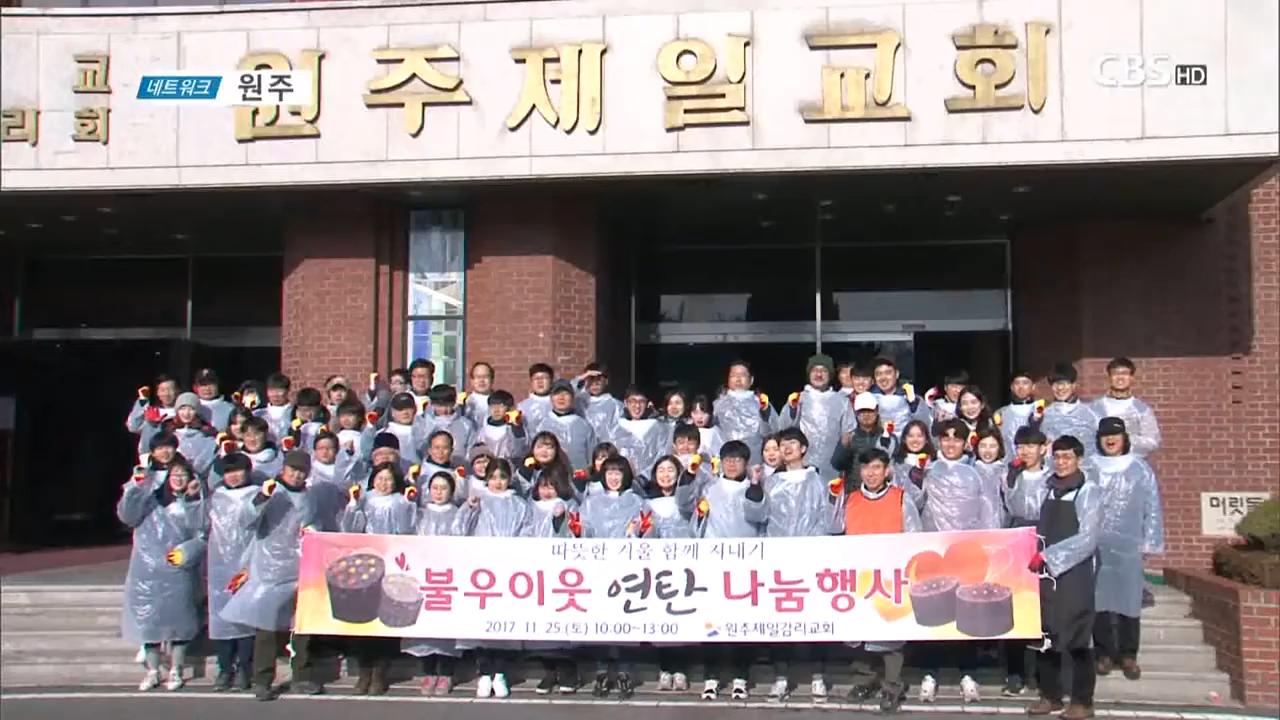 교
리 회
네트워크 원주
원주제일교회
CBS HD
머릿돌
따뜻한 겨울 함께 지내기
불우이웃 연탄 나눔행사
2017. 11. 25.(토) 10:00~13:00 원주제일감리교회